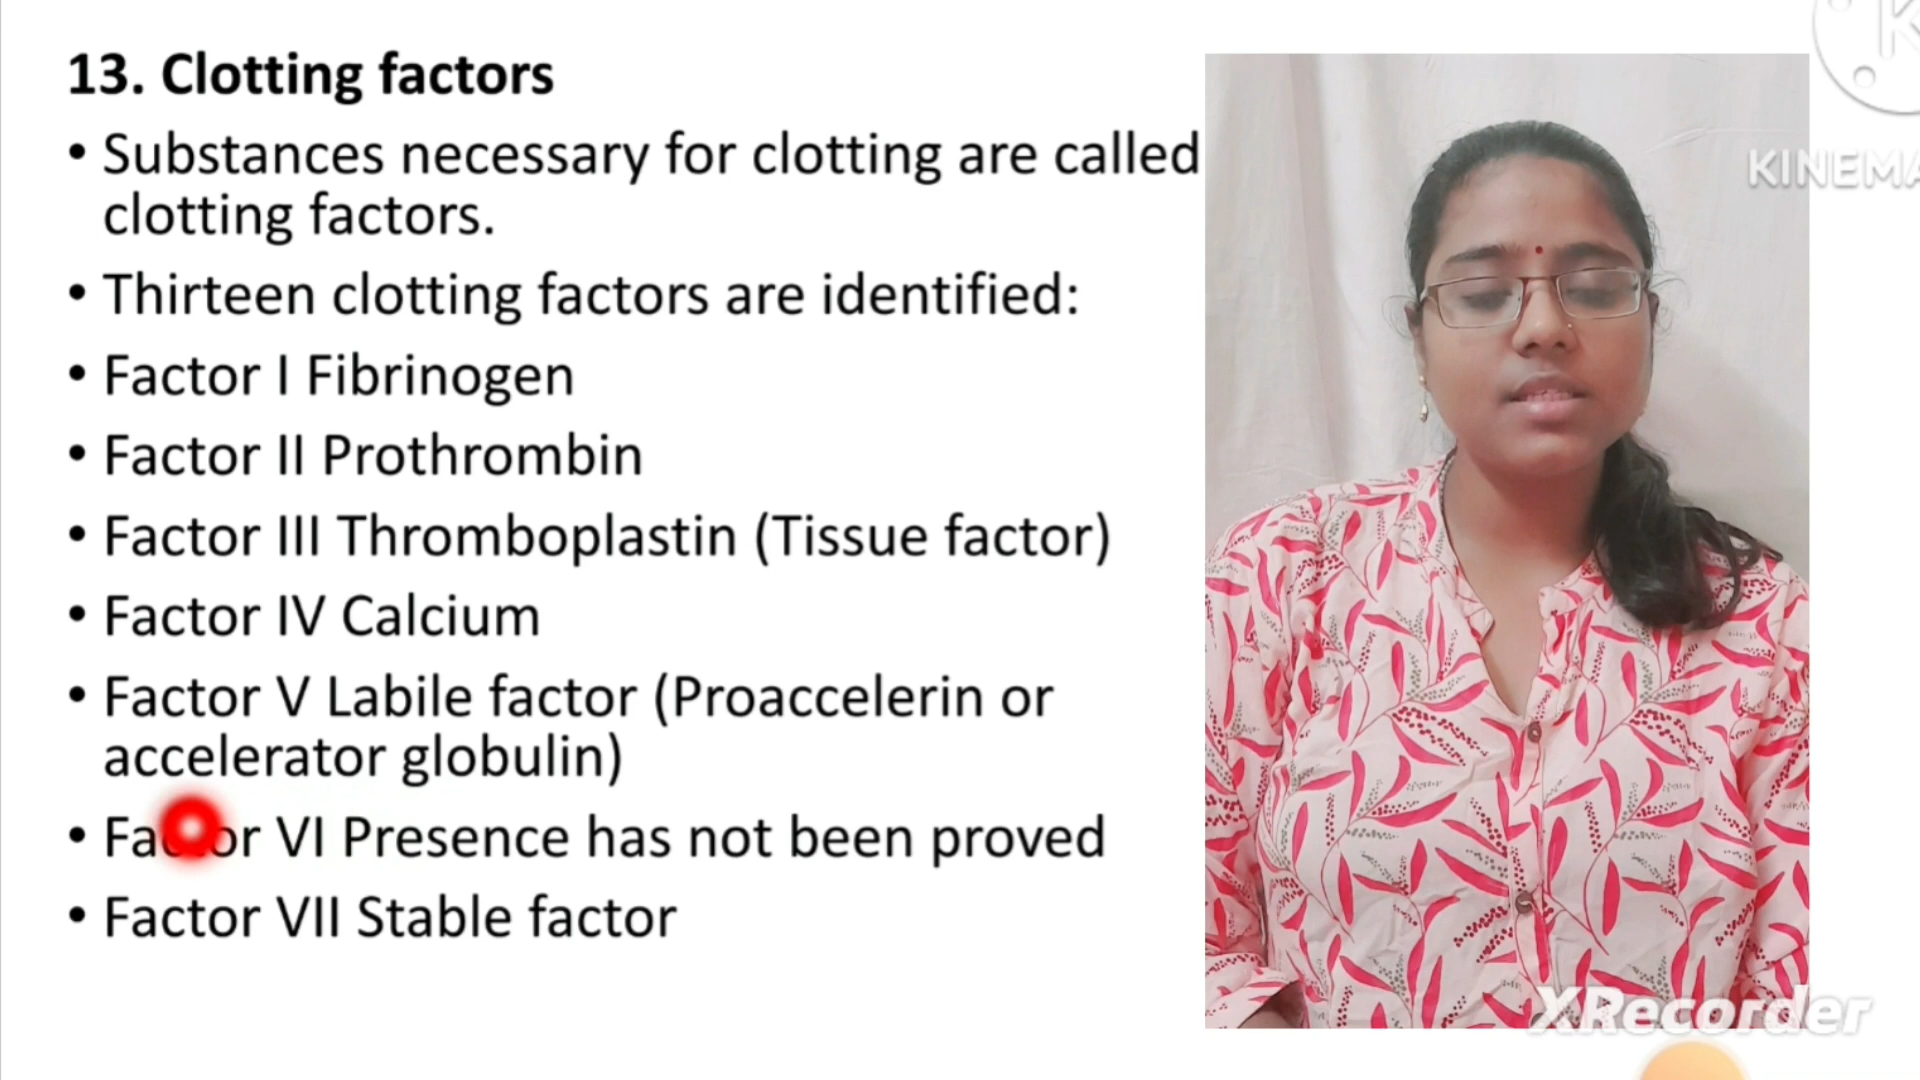 13. Clotting factors
• Substances necessary for clotting are called
clotting factors.
• Thirteen clotting factors are identified:
• Factor I Fibrinogen
• Factor II Prothrombin
• Factor III Thromboplastin (Tissue factor)
• Factor IV Calcium
• Factor V Labile factor (Proaccelerin or
accelerator globulin)
• Factor VI Presence has not been proved
• Factor VII Stable factor
KINEMA
XRecorder